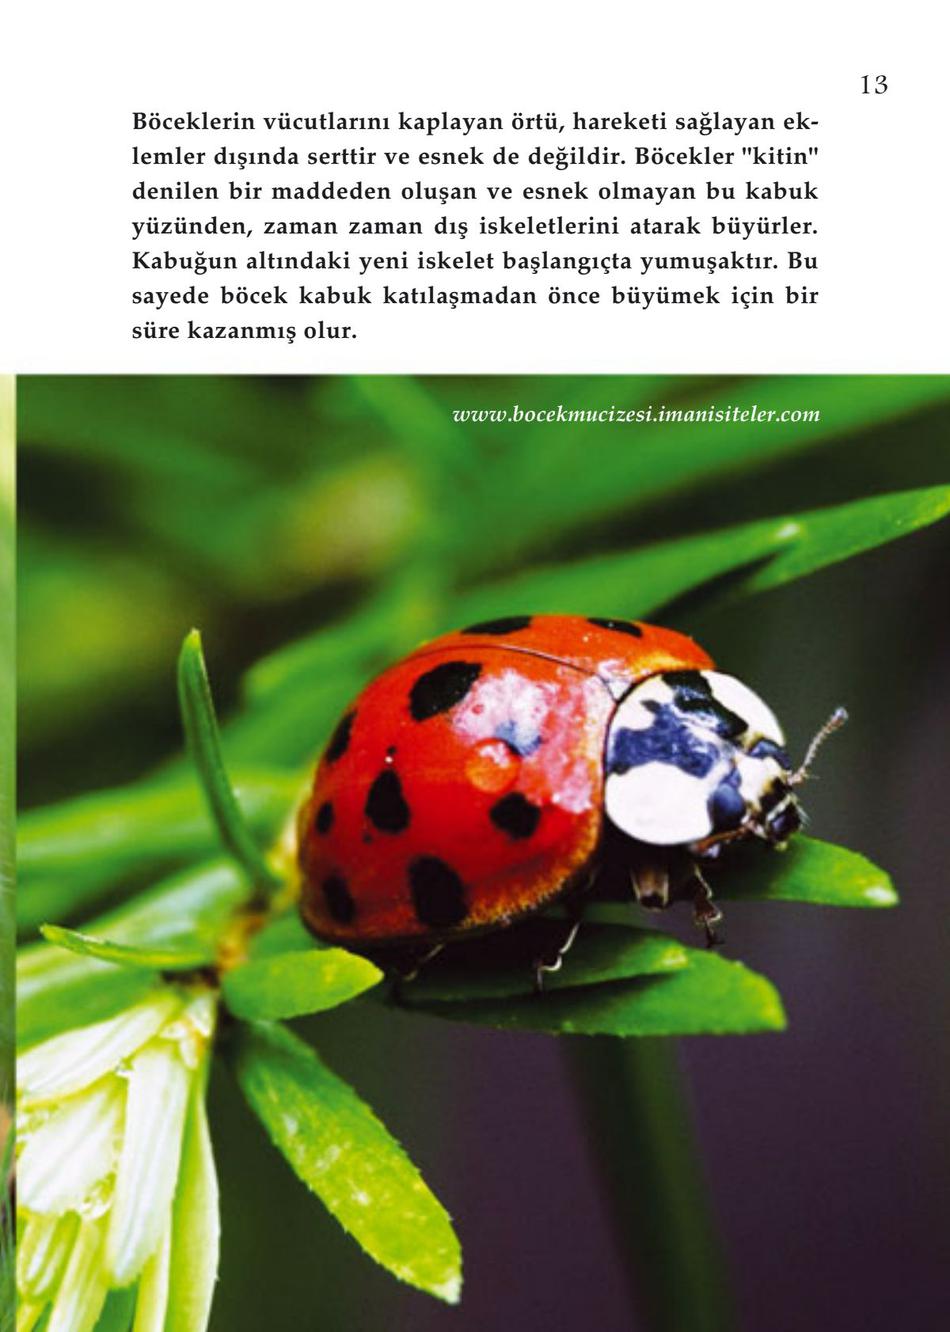 13
Böceklerin vücutlarını kaplayan örtü, hareketi sağlayan ek-
lemler dışında serttir ve esnek de değildir. Böcekler "kitin"
denilen bir maddeden oluşan ve esnek olmayan bu kabuk
yüzünden, zaman zaman dış iskeletlerini atarak büyürler.
Kabuğun altındaki yeni iskelet başlangıçta yumuşaktır. Bu
sayede böcek kabuk katılaşmadan önce büyümek için bir
süre kazanmış olur.
www.bocekmucizesi.imanisiteler.com